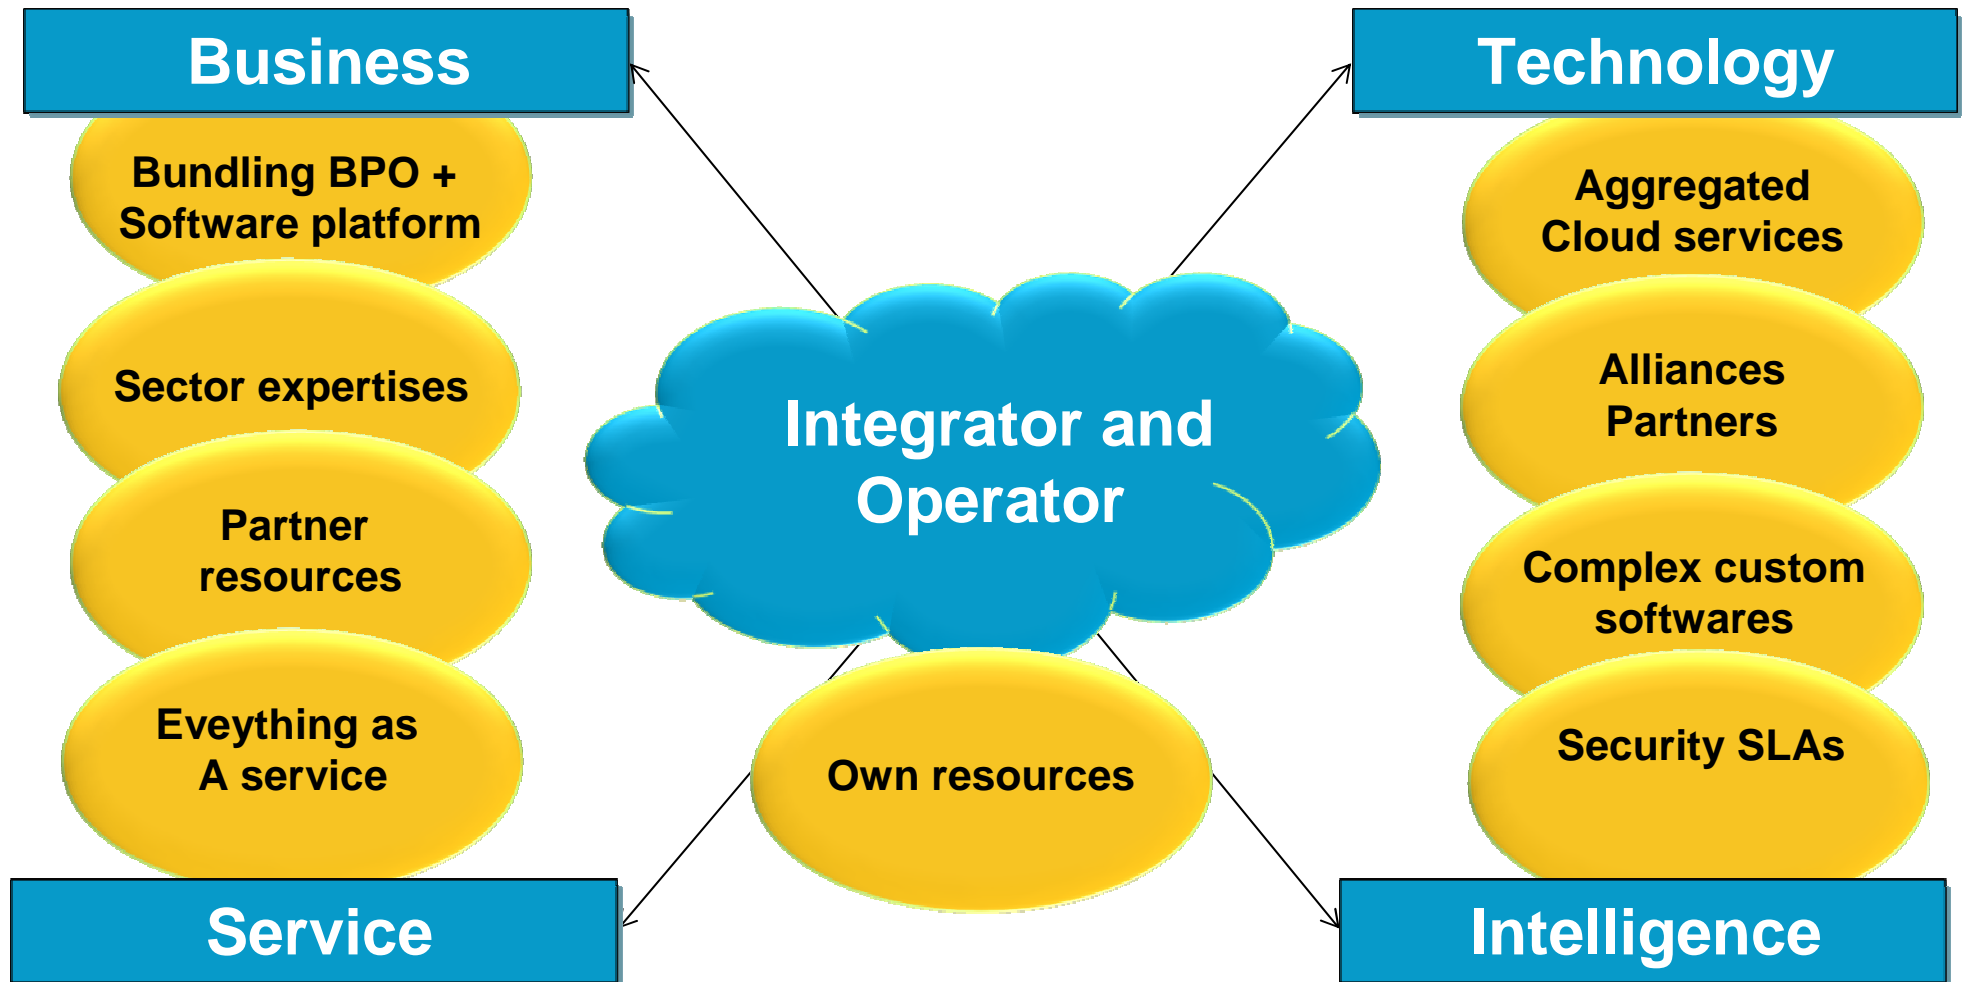 Business
Technology
Bundling BPO +
Software platform
Sector expertises
Partner
resources
Eveything as
A service
Integrator and
Operator
Own resources
Aggregated
Cloud services
Alliances
Partners
Complex custom
softwares
Security SLAs
Service
Intelligence